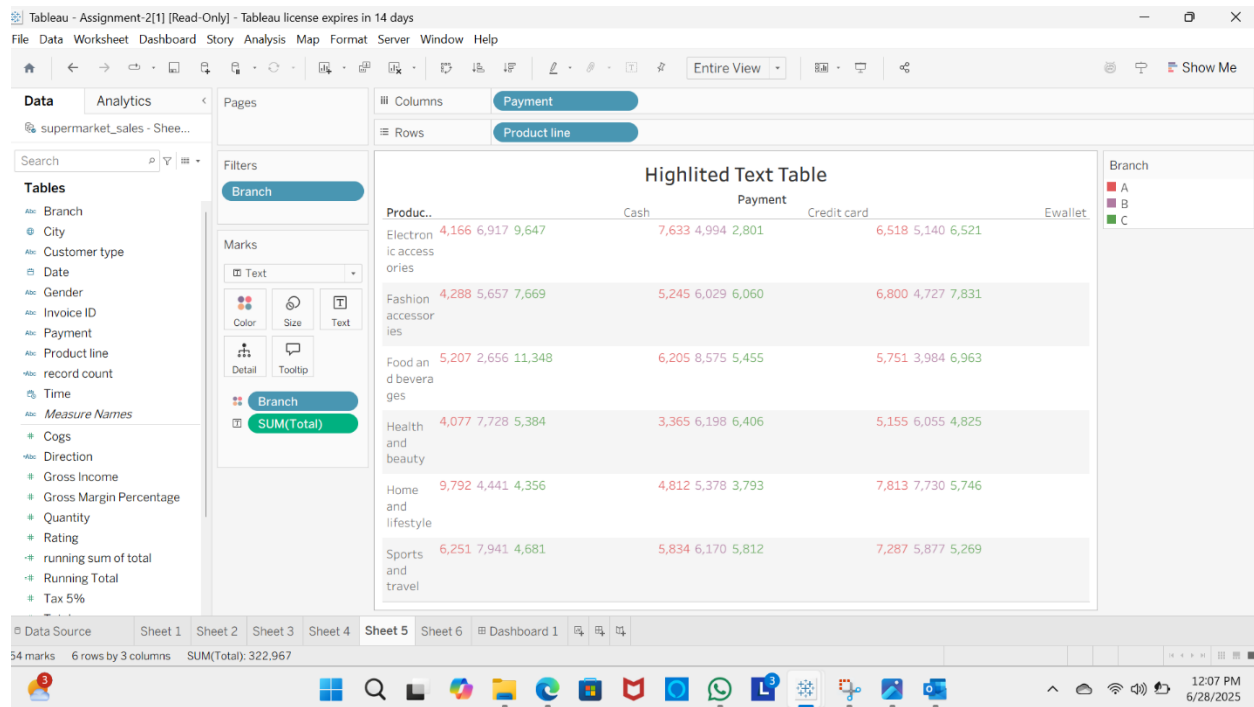 Tableau - Assignment-2[1] [Read-Only] - Tableau license expires in 14 days
File Data Worksheet Dashboard Story Analysis Map Format Server Window Help
Entire View
Show Me
Data Analytics
supermarket_sales - Shee...
Search
Tables
Abc Branch
City
Abc Customer type
Date
Abc Gender
Abc Invoice ID
Abc Payment
Abc Product line
=Abc record count
Time
Abc Measure Names
# Cogs
=Abc Direction
# Gross Income
# Gross Margin Percentage
# Quantity
# Rating
=# running sum of total
=# Running Total
# Tax 5%
Pages
Filters
Branch
Marks
T Text
Color Size Text
Detail Tooltip
Branch
T SUM(Total)
iii Columns Payment
Rows Product line
Highlited Text Table
Payment
Produc.. Cash Credit card Ewallet
Electron 4,166 6,917 9,647 7,633 4,994 2,801 6,518 5,140 6,521
ic access
ories
Fashion 4,288 5,657 7,669 5,245 6,029 6,060 6,800 4,727 7,831
accessor
ies
Food an 5,207 2,656 11,348 6,205 8,575 5,455 5,751 3,984 6,963
d bevera
ges
Health 4,077 7,728 5,384 3,365 6,198 6,406 5,155 6,055 4,825
and
beauty
Home 9,792 4,441 4,356 4,812 5,378 3,793 7,813 7,730 5,746
and
lifestyle
Sports 6,251 7,941 4,681 5,834 6,170 5,812 7,287 5,877 5,269
and
travel
Branch
A
B
C
Data Source Sheet 1 Sheet 2 Sheet 3 Sheet 4 Sheet 5 Sheet 6 Dashboard 1
54 marks 6 rows by 3 columns SUM(Total): 322,967
3
3
12:07 PM
6/28/2025